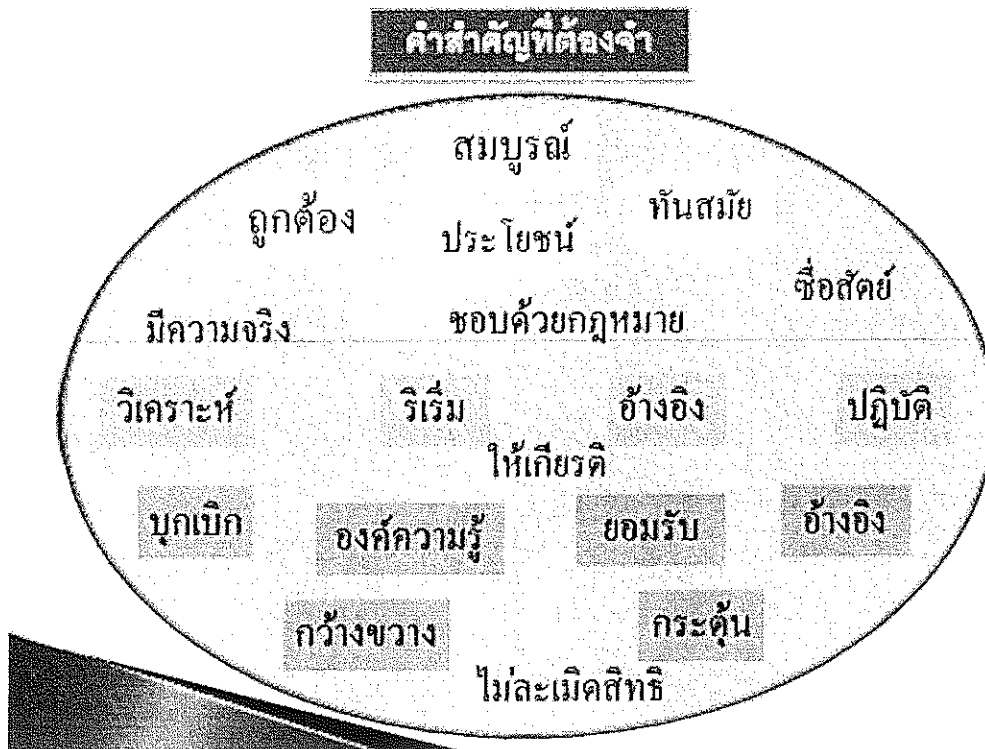 คำสำคัญที่ต้องจำ
สมบูรณ์
ถูกต้อง ประโยชน์ ทันสมัย
มีความจริง ชอบด้วยกฎหมาย ซื่อสัตย์
วิเคราะห์ ริเริ่ม อ้างอิง ปฏิบัติ
ให้เกียรติ
บุกเบิก องค์ความรู้ ยอมรับ อ้างอิง
กว้างขวาง กระตุ้น
ไม่ละเมิดสิทธิ